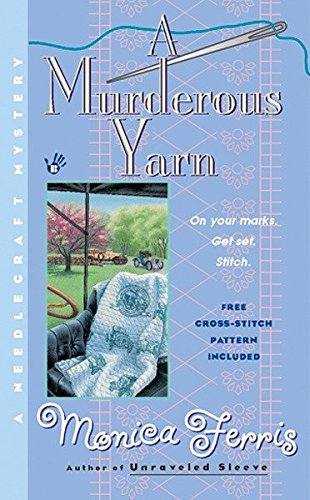 A
Murderous
Yarn
A NEEDLECRAFT MYSTERY
On your marks.
Get set.
Stitch.
FREE
CROSS-STITCH
PATTERN
INCLUDED
Monica Ferris
Author of Unraveled Sleeve